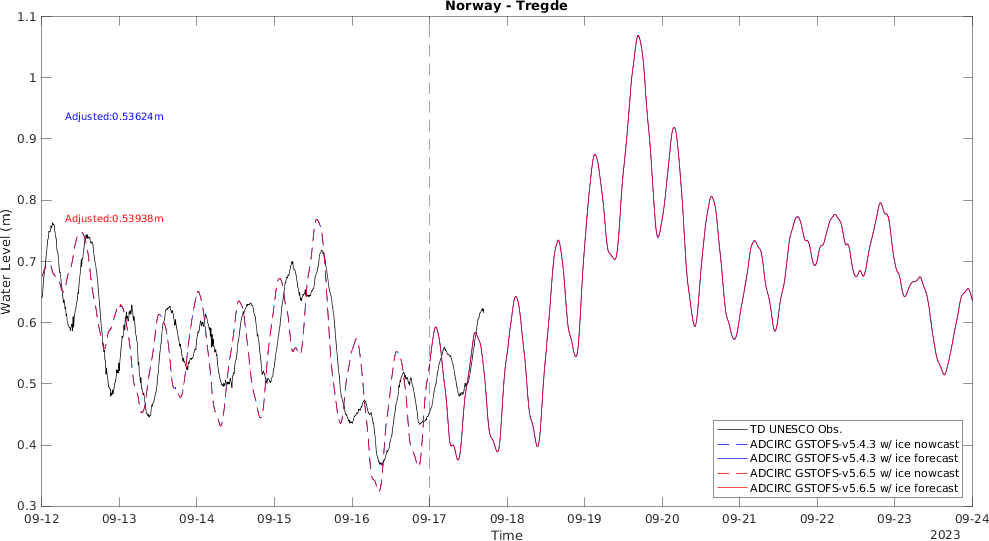 Norway - Tregde
1.1
1
0.9
0.8
0.7
0.6
0.5
0.4
0.3
Water Level (m)
Adjusted:0.53624m
Adjusted:0.53938m
TD UNESCO Obs.
ADCIRC GSTOFS-v5.4.3 w/ ice nowcast
ADCIRC GSTOFS-v5.4.3 w/ ice forecast
ADCIRC GSTOFS-v5.6.5 w/ ice nowcast
ADCIRC GSTOFS-v5.6.5 w/ ice forecast
09-12 09-13 09-14 09-15 09-16 09-17 09-18 09-19 09-20 09-21 09-22 09-23 09-24
Time
2023